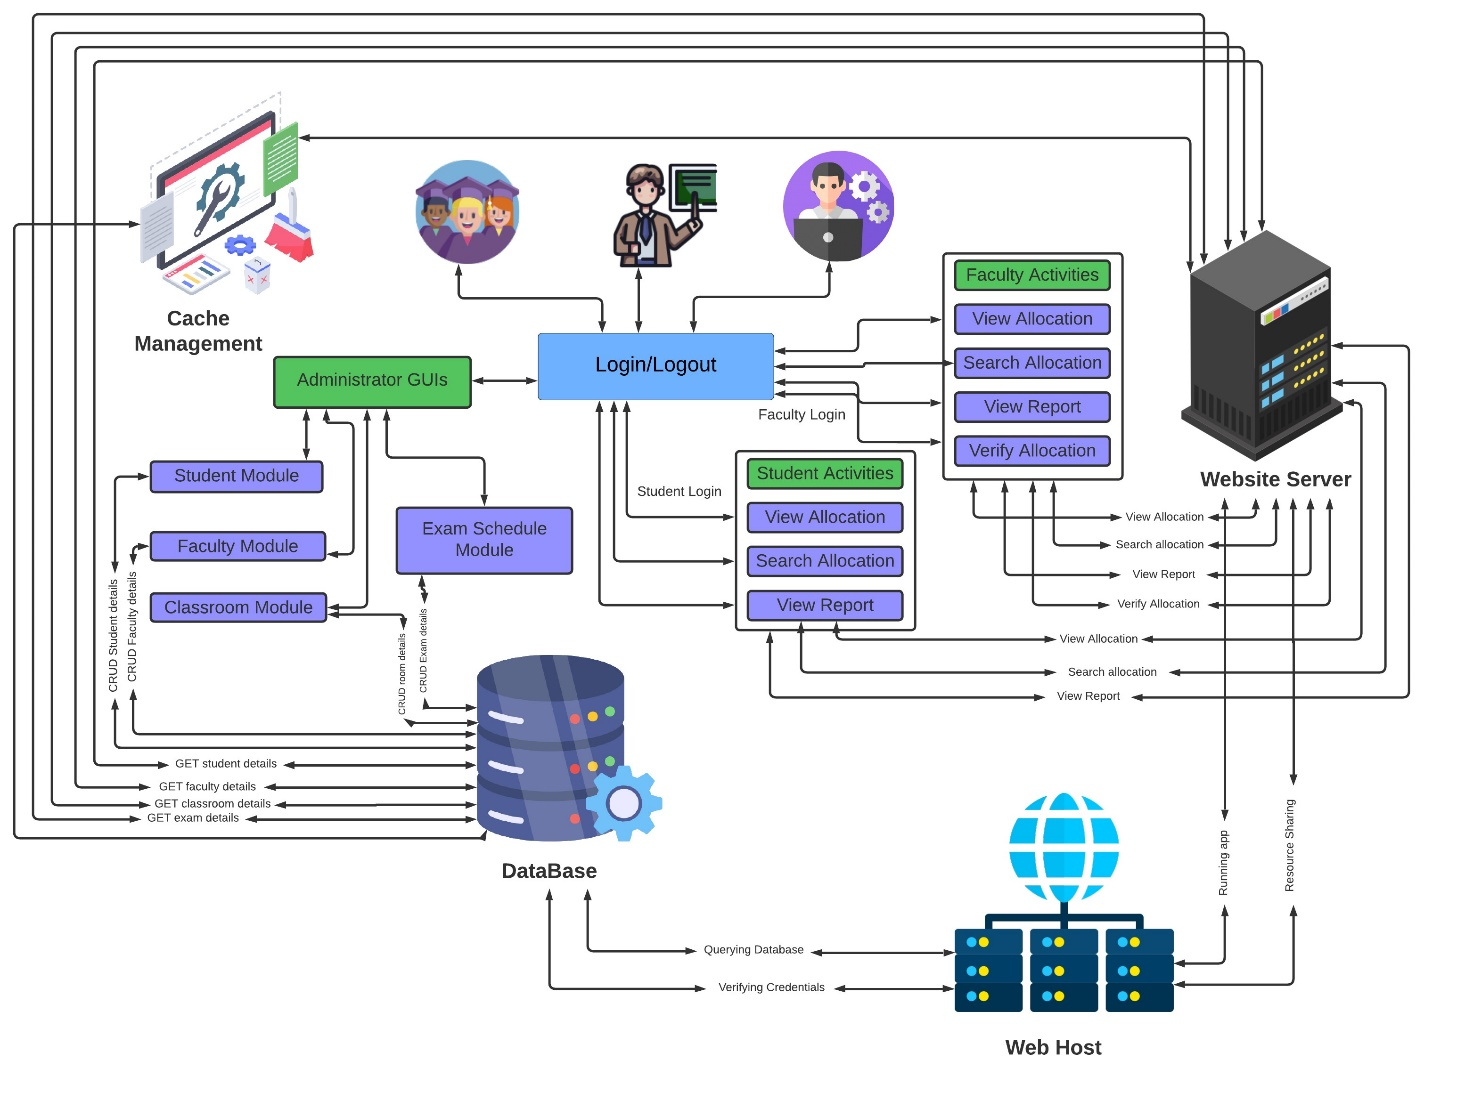 Cache
Management
Administrator GUIs
Login/Logout
Faculty Login
Student Login
Faculty Activities
View Allocation
Search Allocation
View Report
Verify Allocation
Student Activities
View Allocation
Search Allocation
View Report
Website Server
View Allocation
Search allocation
View Report
Verify Allocation
View Allocation
Search allocation
View Report
Student Module
Faculty Module
Classroom Module
Exam Schedule
Module
CRUD Student details
CRUD Faculty details
CRUD room details
CRUD Exam details
GET student details
GET faculty details
GET classroom details
GET exam details
DataBase
Querying Database
Verifying Credentials
Running app
Resource Sharing
Web Host